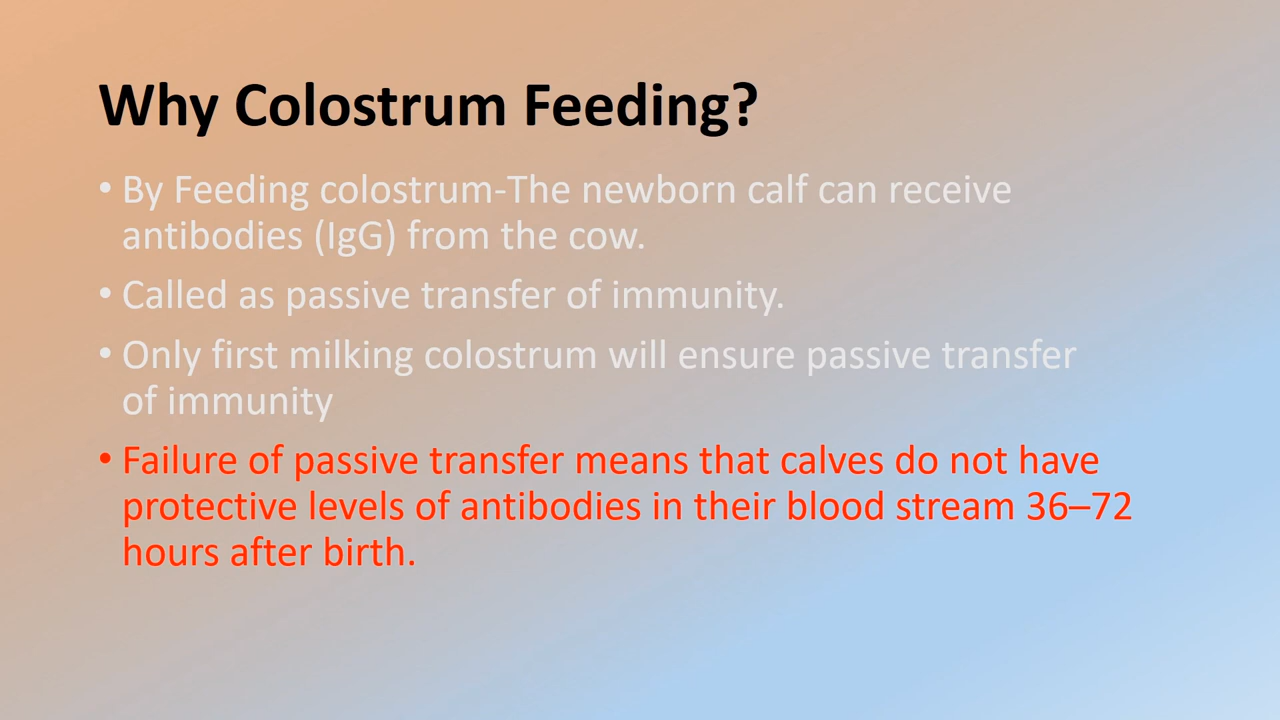 Why Colostrum Feeding?
• By Feeding colostrum-The newborn calf can receive
antibodies (IgG) from the cow.
• Called as passive transfer of immunity.
• Only first milking colostrum will ensure passive transfer
of immunity
• Failure of passive transfer means that calves do not have
protective levels of antibodies in their blood stream 36–72
hours after birth.